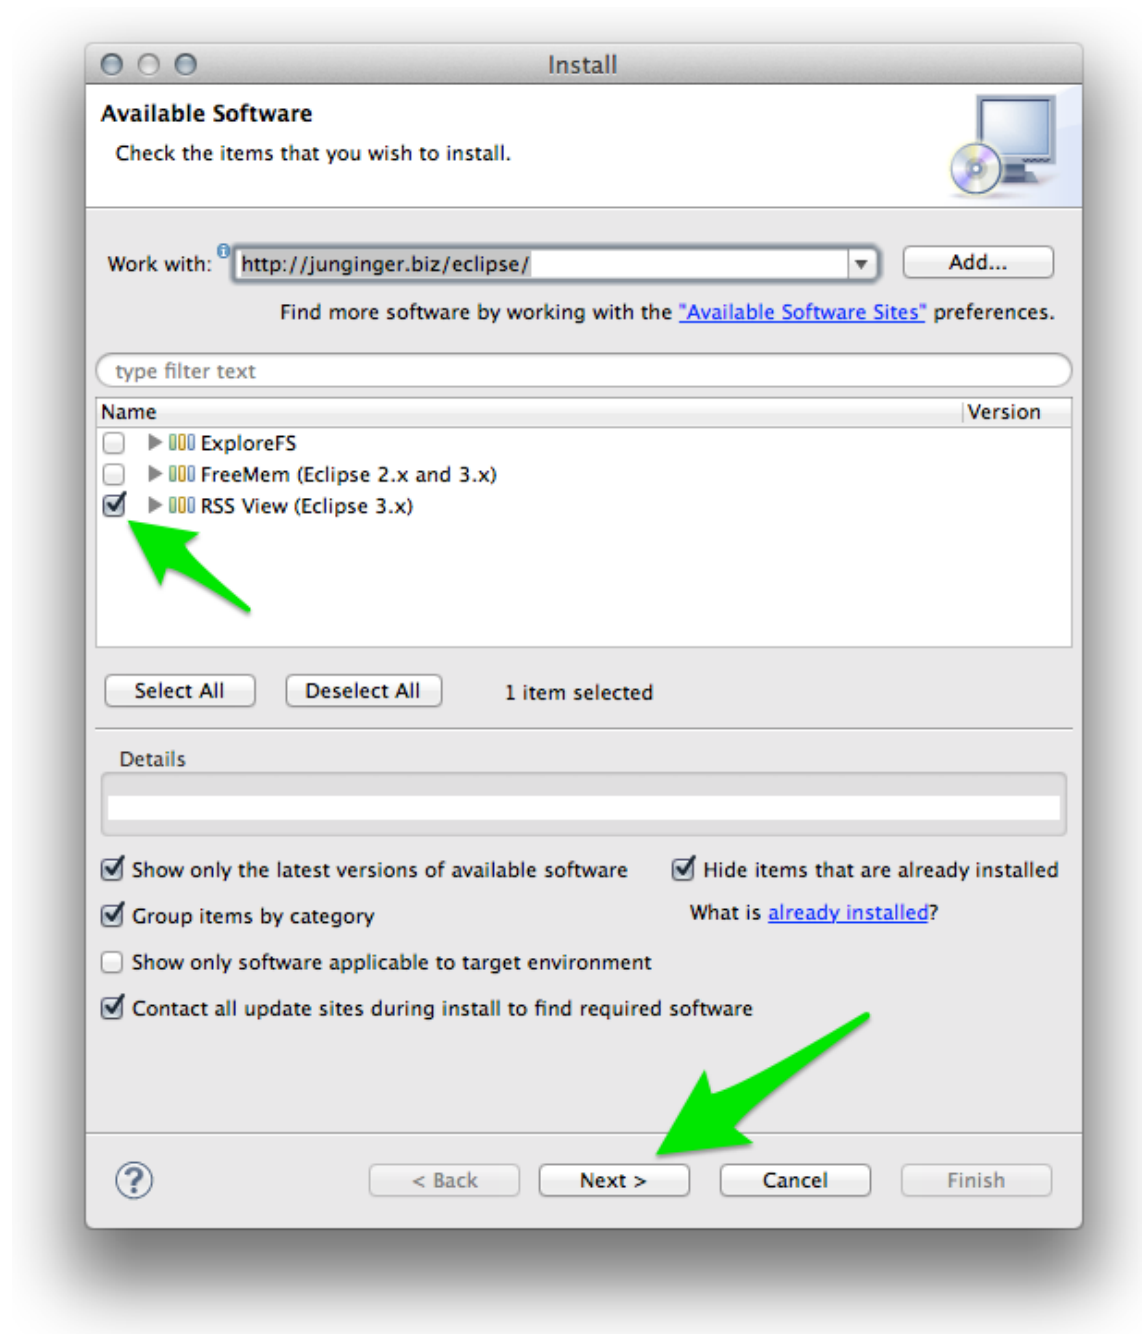 Install
Available Software
Check the items that you wish to install.
Work with: http://junginger.biz/eclipse/ Add...
Find more software by working with the "Available Software Sites" preferences.
type filter text
Name Version
ExploreFS
FreeMem (Eclipse 2.x and 3.x)
RSS View (Eclipse 3.x)
Select All Deselect All 1 item selected
Details
Show only the latest versions of available software Hide items that are already installed
Group items by category What is already installed?
Show only software applicable to target environment
Contact all update sites during install to find required software
? < Back Next > Cancel Finish